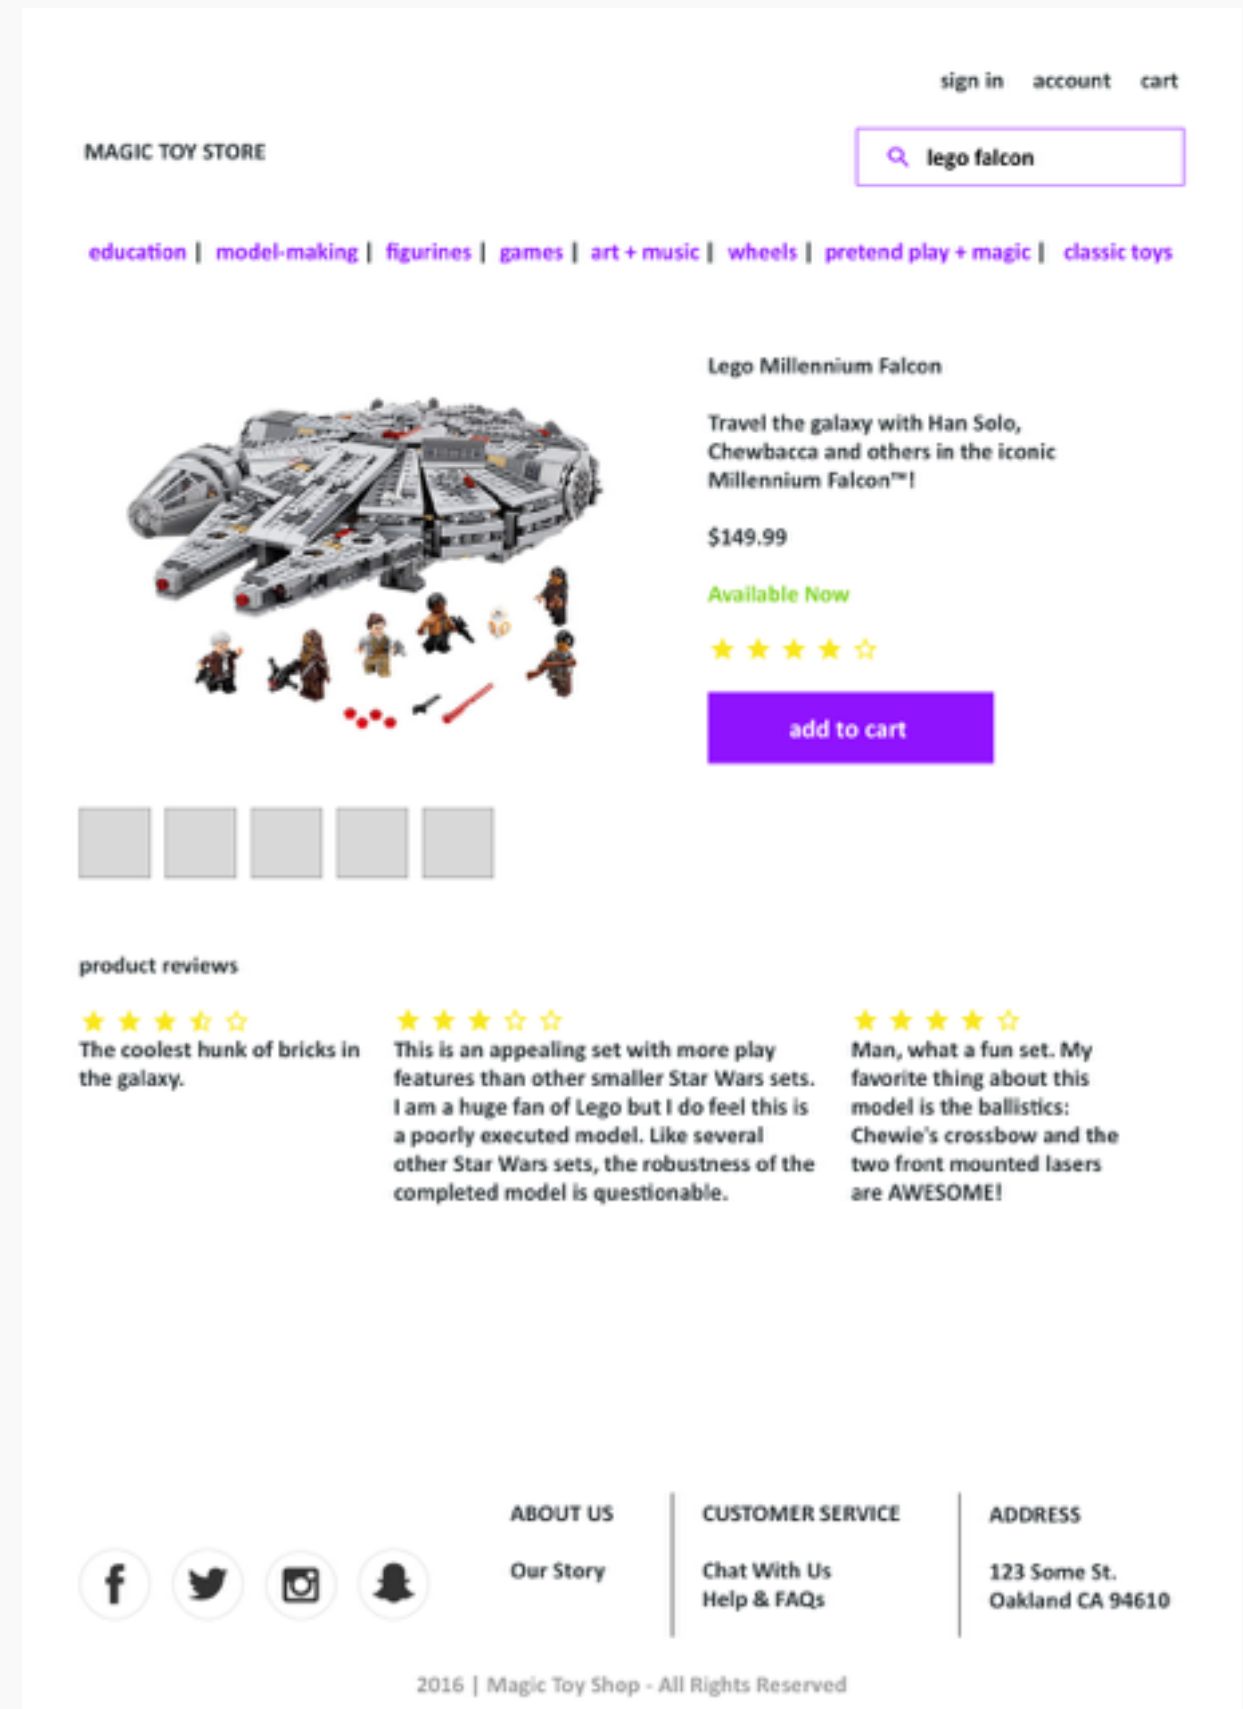 sign in account cart
MAGIC TOY STORE
lego falcon
education | model-making | figurines | games | art + music | wheels | pretend play + magic | classic toys
Lego Millennium Falcon
Travel the galaxy with Han Solo,
Chewbacca and others in the iconic
Millennium Falcon™!
$149.99
Available Now
add to cart
product reviews
The coolest hunk of bricks in
the galaxy.
This is an appealing set with more play
features than other smaller Star Wars sets.
I am a huge fan of Lego but I do feel this is
a poorly executed model. Like several
other Star Wars sets, the robustness of the
completed model is questionable.
Man, what a fun set. My
favorite thing about this
model is the ballistics:
Chewie's crossbow and the
two front mounted lasers
are AWESOME!
ABOUT US
Our Story
CUSTOMER SERVICE
Chat With Us
Help & FAQs
ADDRESS
123 Some St.
Oakland CA 94610
2016 | Magic Toy Shop - All Rights Reserved